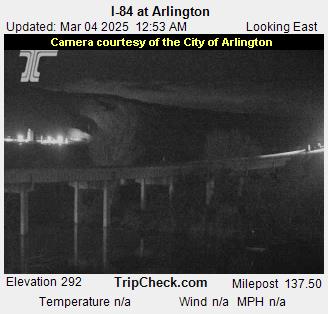 I-84 at Arlington
Updated: Mar 04 2025 12:53 AM Looking East
Camera courtesy of the City of Arlington
Elevation 292 TripCheck.com Milepost 137.50
Temperature n/a Wind n/a MPH n/a